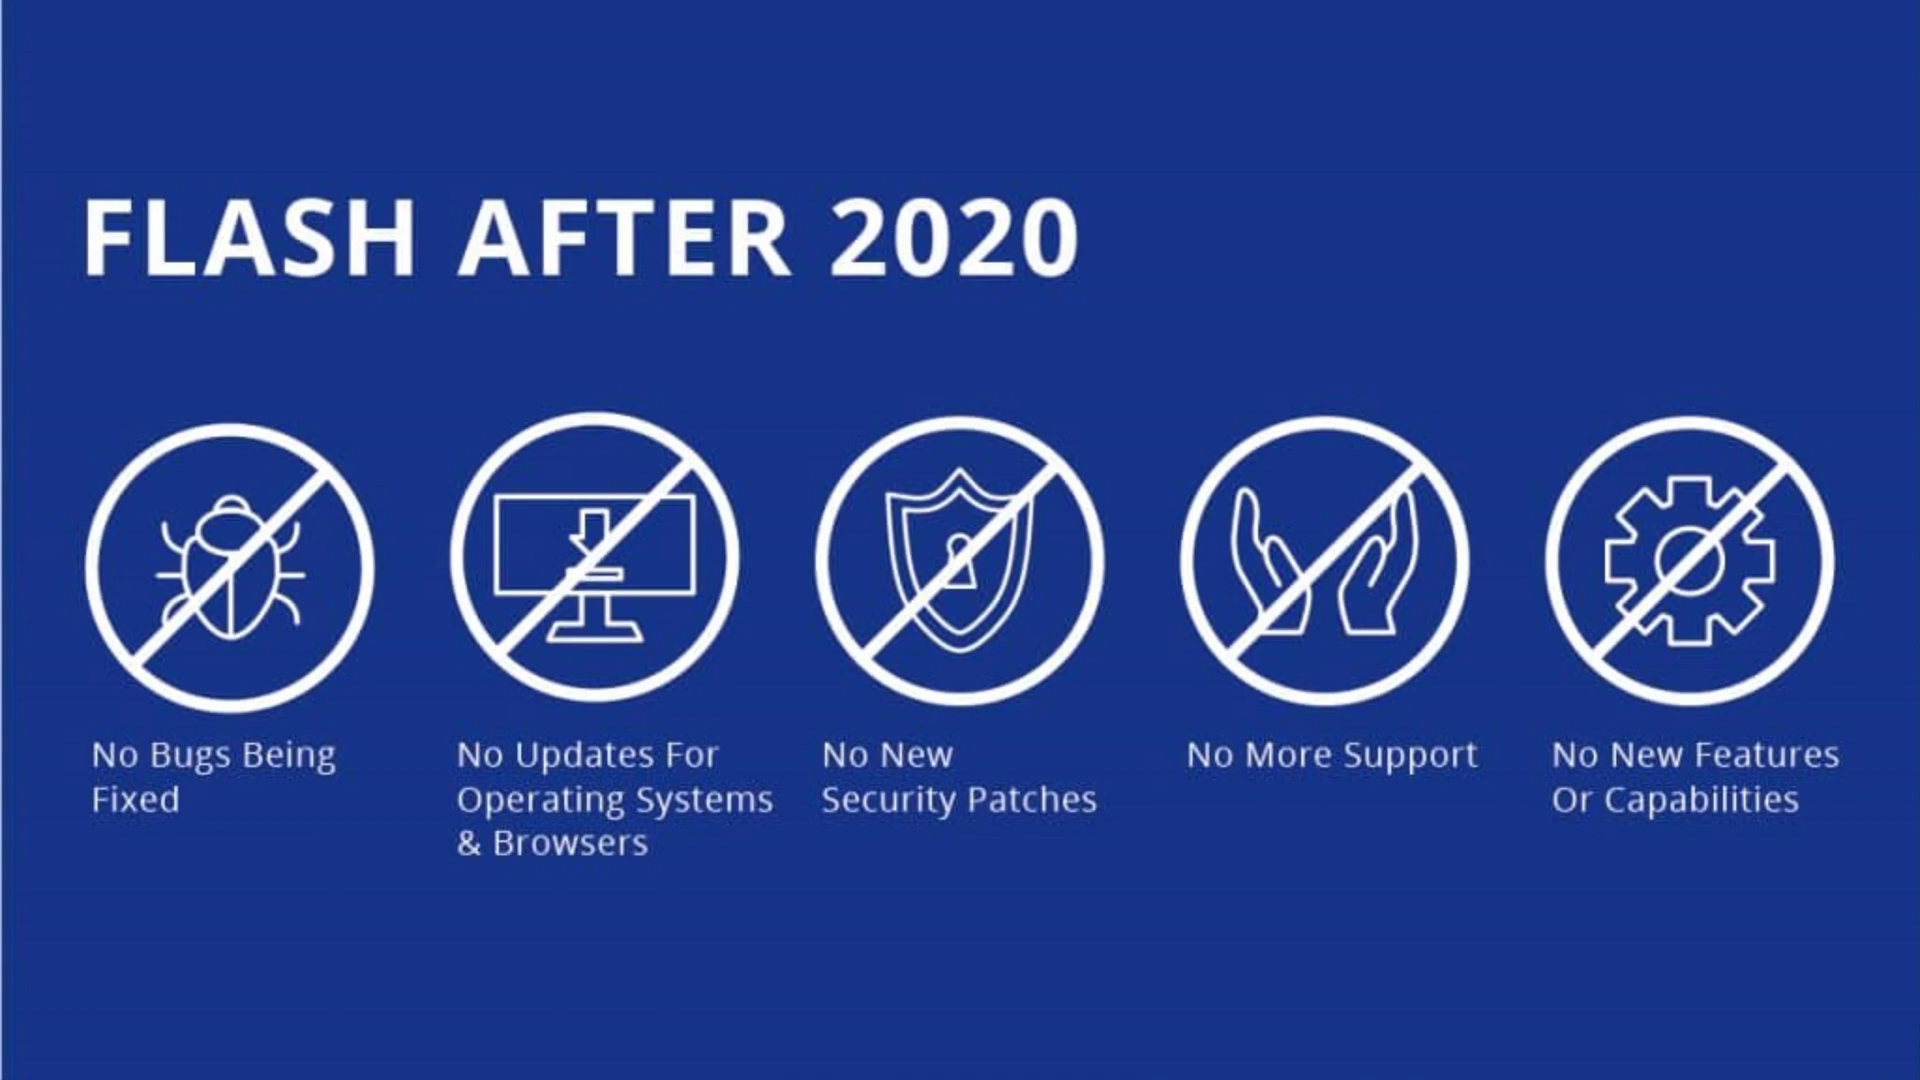 FLASH AFTER 2020
No Bugs Being
Fixed
No Updates For
Operating Systems
& Browsers
No New
Security Patches
No More Support
No New Features
Or Capabilities